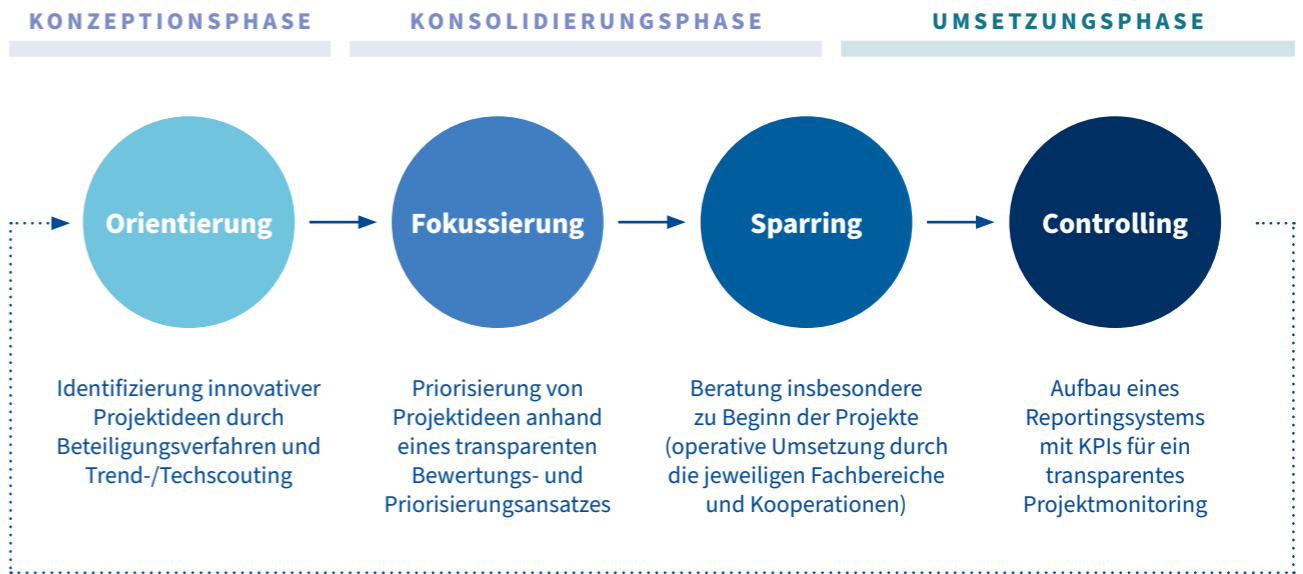 KONZEPTIONSPHASE
KONSOLIDIERUNGSPHASE
UMSETZUNGSPHASE
Orientierung
Fokussierung
Sparring
Controlling
Identifizierung innovativer
Projektideen durch
Beteiligungsverfahren und
Trend-/Techscouting
Priorisierung von
Projektideen anhand
eines transparenten
Bewertungs- und
Priorisierungsansatzes
Beratung insbesondere
zu Beginn der Projekte
(operative Umsetzung durch
die jeweiligen Fachbereiche
und Kooperationen)
Aufbau eines
Reportingsystems
mit KPIs für ein
transparentes
Projektmonitoring